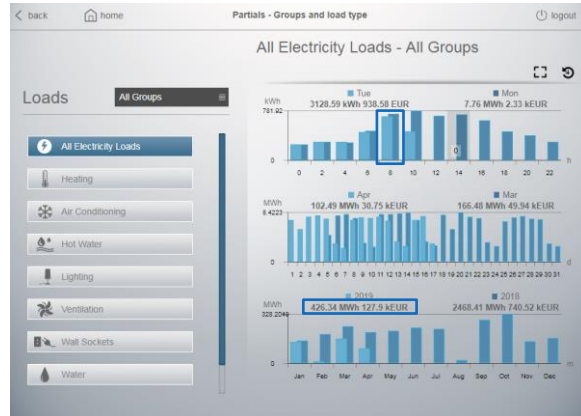 back home Partials - Groups and load type logout
All Electricity Loads - All Groups
Loads All Groups
All Electricity Loads
Heating
Air Conditioning
Hot Water
Lighting
Ventilation
Wall Sockets
Water
kWh Tue Mon
3128.59 kWh 938.58 EUR 7.76 MWh 2.33 kEUR
781.92
0
0
0 2 4 6 8 10 12 14 16 18 20 22 h
MWh Apr Mar
102.49 MWh 30.75 kEUR 166.48 MWh 49.94 kEUR
8.4223
0
1 2 3 4 5 6 7 8 9 10 11 12 13 14 15 16 17 18 19 20 21 22 23 24 25 26 27 28 29 30 31 d
MWh 2019 2018
426.34 MWh 127.9 kEUR 2468.41 MWh 740.52 kEUR
328.2049
0
Jan Feb Mar Apr May Jun Jul Aug Sep Oct Nov Dec m